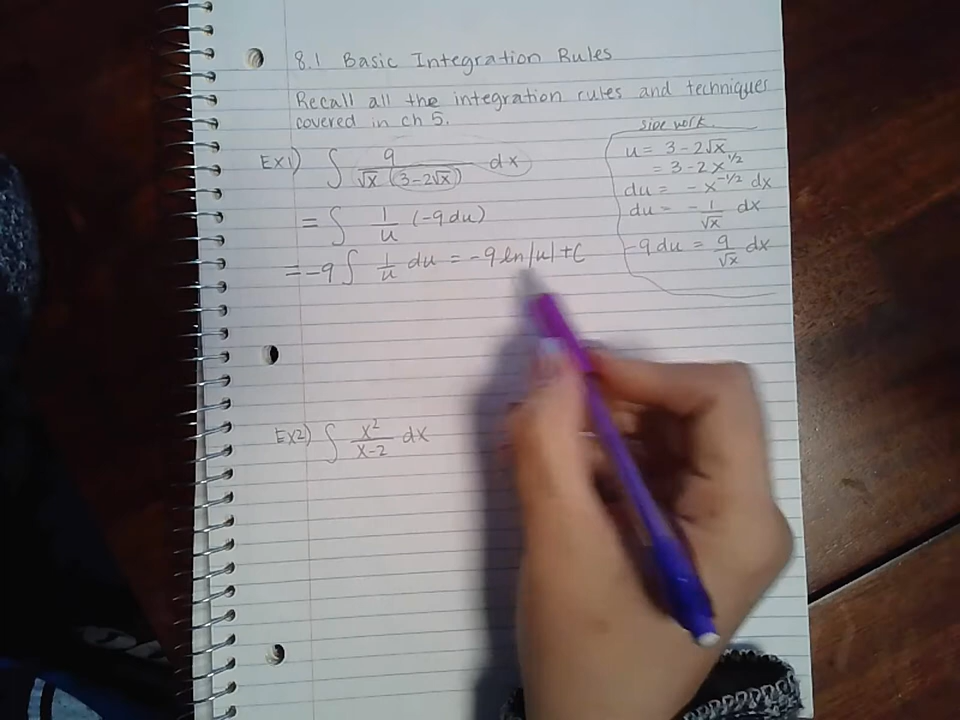 8.1 Basic Integration Rules
Recall all the integration rules and techniques
covered in ch 5.
Ex1) ∫ 9/(√x (3-2√x)) dx
= ∫ 1/u (-9du)
= -9 ∫ 1/u du = -9 ln|u| + C
side work.
u = 3-2√x
= 3-2x^1/2
du = -x^-1/2 dx
du = - 1/√x dx
-9 du = 9/√x dx
Ex2) ∫ x²/(x-2) dx